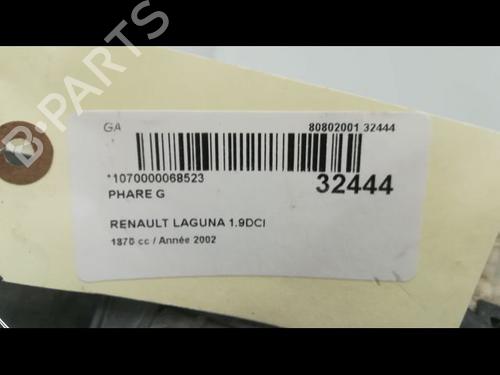 B-PARTS
GA 80802001 32444
*1070000068523 32444
PHARE G
RENAULT LAGUNA 1.9DCI
1870 cc / Année 2002